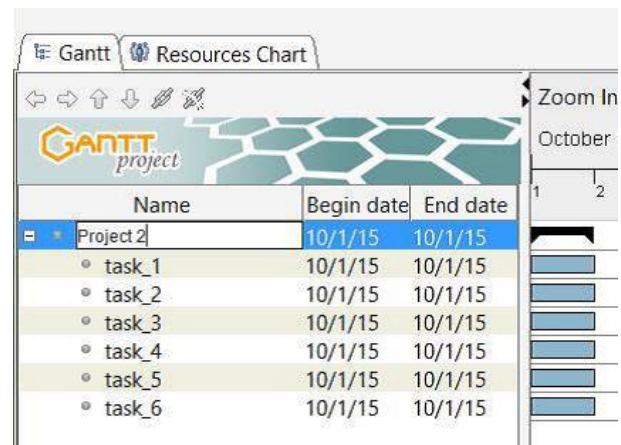 Gantt Resources Chart
Zoom In
GANTT
project
October
Name Begin date End date
1 2
Project 2 10/1/15 10/1/15
task_1 10/1/15 10/1/15
task_2 10/1/15 10/1/15
task_3 10/1/15 10/1/15
task_4 10/1/15 10/1/15
task_5 10/1/15 10/1/15
task_6 10/1/15 10/1/15